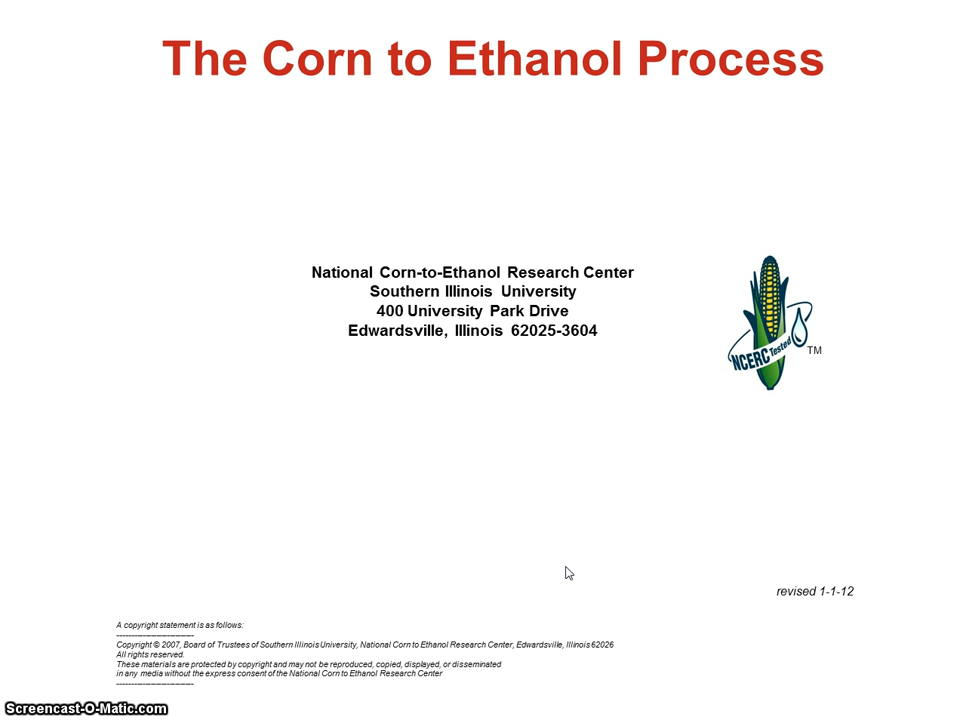 The Corn to Ethanol Process
National Corn-to-Ethanol Research Center
Southern Illinois University
400 University Park Drive
Edwardsville, Illinois 62025-3604
NCERC Tested
TM
revised 1-1-12
A copyright statement is as follows:
-----------------------------
Copyright © 2007, Board of Trustees of Southern Illinois University, National Corn to Ethanol Research Center, Edwardsville, Illinois 62026
All rights reserved.
These materials are protected by copyright and may not be reproduced, copied, displayed, or disseminated
in any media without the express consent of the National Corn to Ethanol Research Center
-----------------------------
Screencast-O-Matic.com